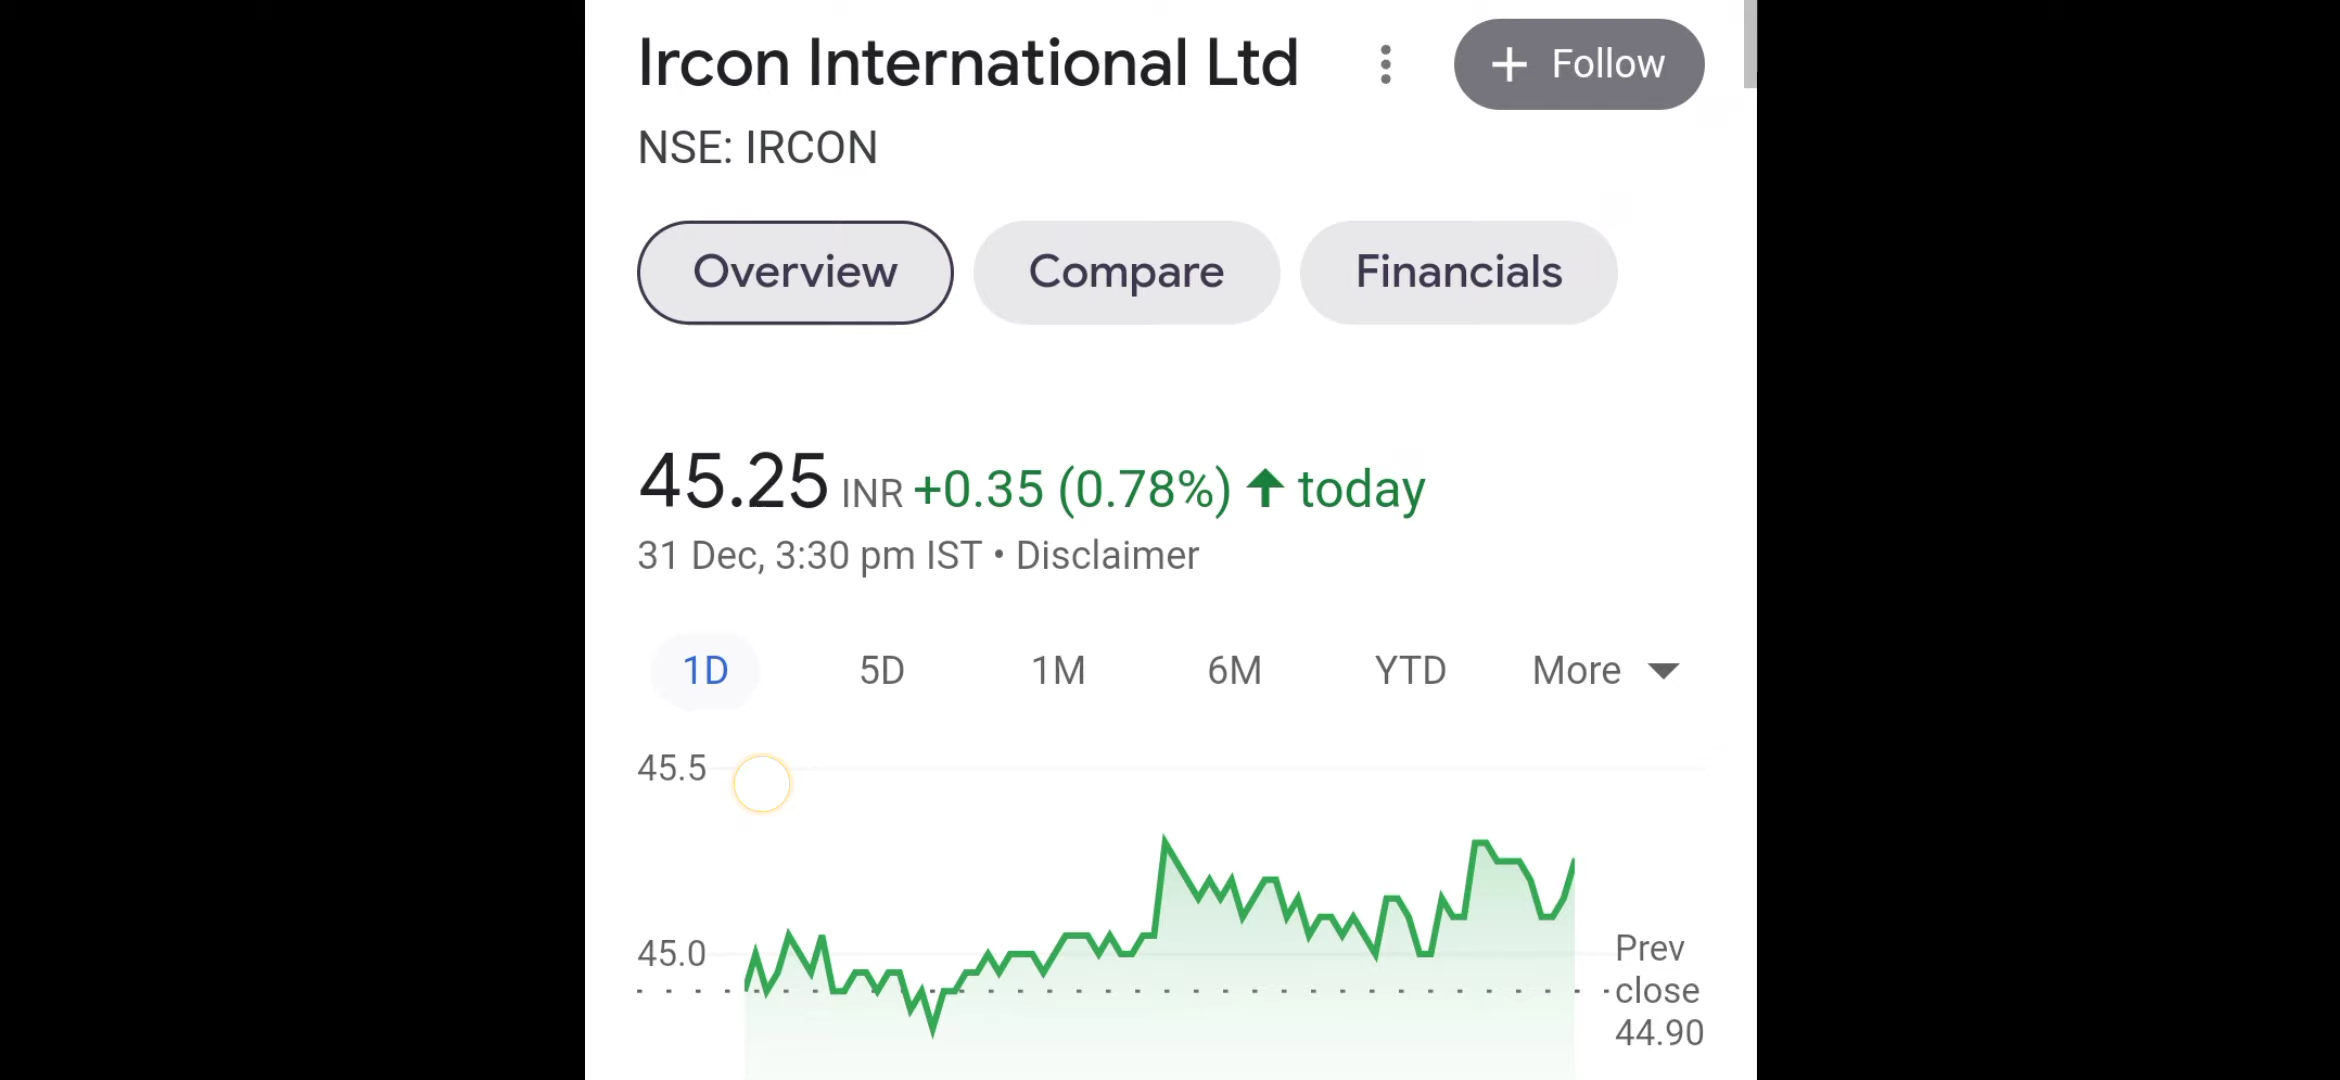 Ircon International Ltd
+ Follow
NSE: IRCON
Overview Compare Financials
45.25 INR +0.35 (0.78%) ↑ today
31 Dec, 3:30 pm IST • Disclaimer
1D 5D 1M 6M YTD More
45.5
45.0
Prev
close
44.90